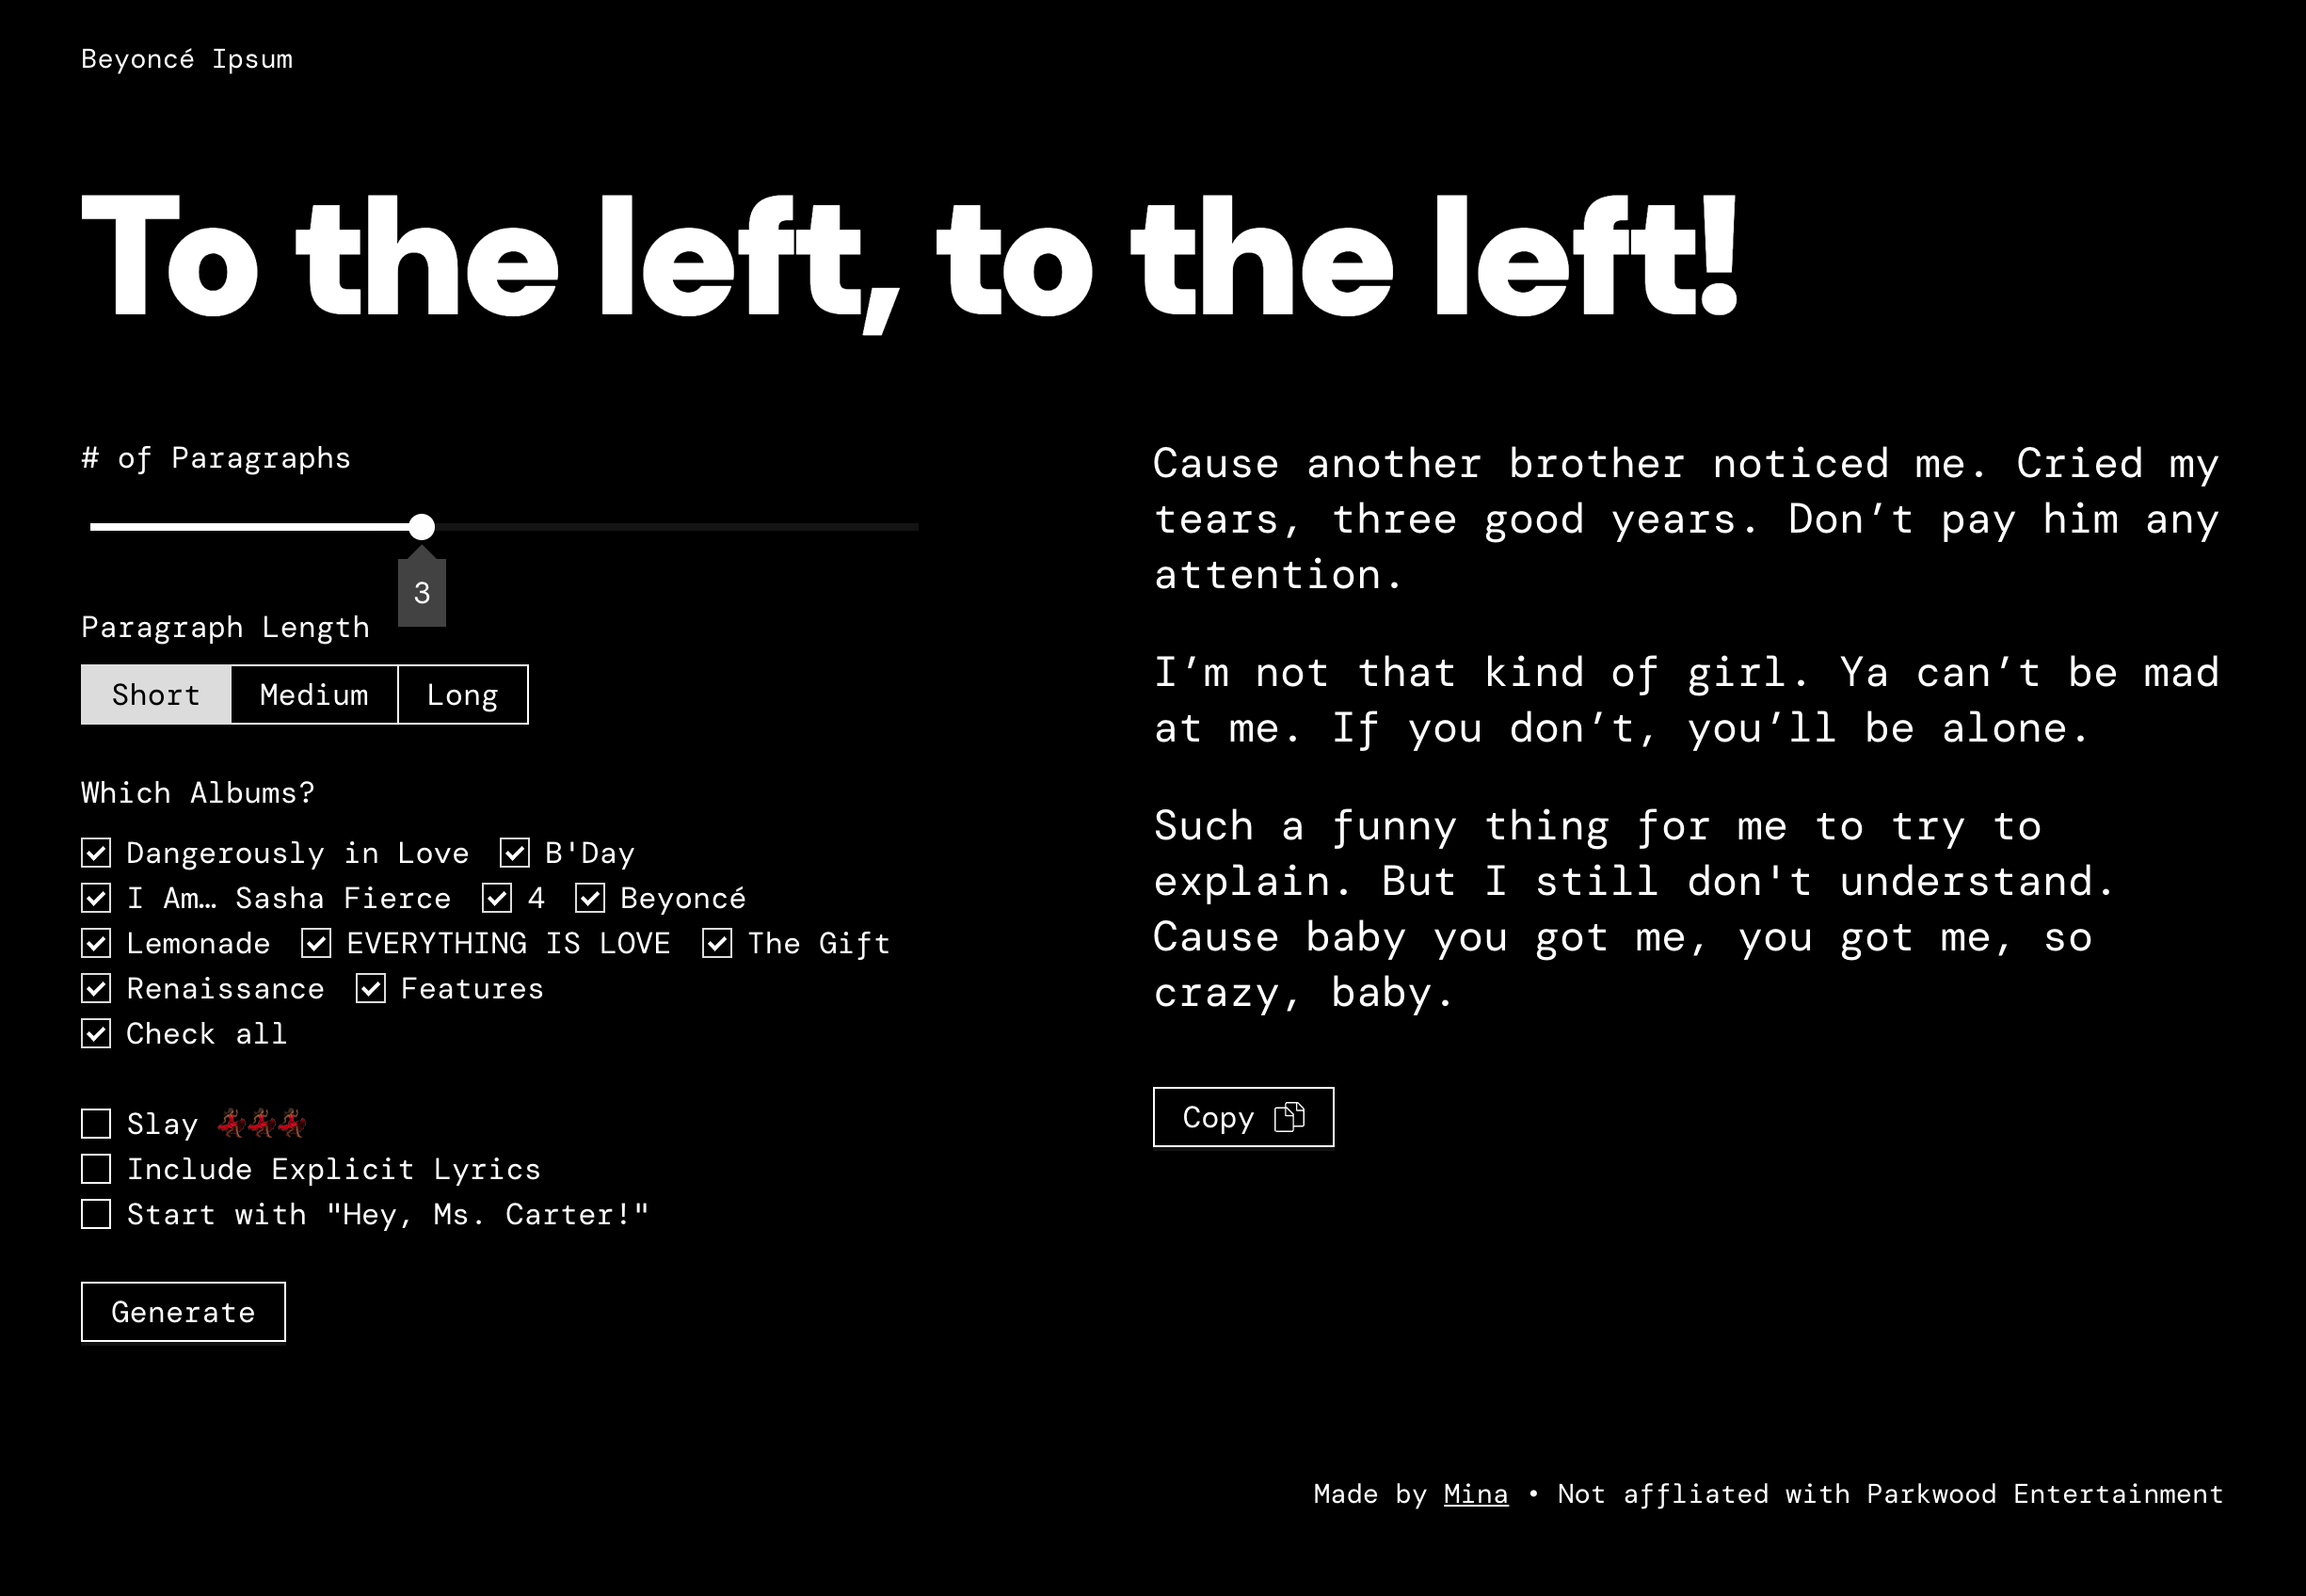 Beyoncé Ipsum
To the left, to the left!
# of Paragraphs
3
Paragraph Length
Short Medium Long
Which Albums?
Dangerously in Love B'Day
I Am… Sasha Fierce 4 Beyoncé
Lemonade EVERYTHING IS LOVE The Gift
Renaissance Features
Check all
Slay 💃🏿💃🏿💃🏿
Include Explicit Lyrics
Start with "Hey, Ms. Carter!"
Generate
Cause another brother noticed me. Cried my
tears, three good years. Don’t pay him any
attention.
I’m not that kind of girl. Ya can’t be mad
at me. If you don’t, you’ll be alone.
Such a funny thing for me to try to
explain. But I still don't understand.
Cause baby you got me, you got me, so
crazy, baby.
Copy
Made by Mina • Not affliated with Parkwood Entertainment